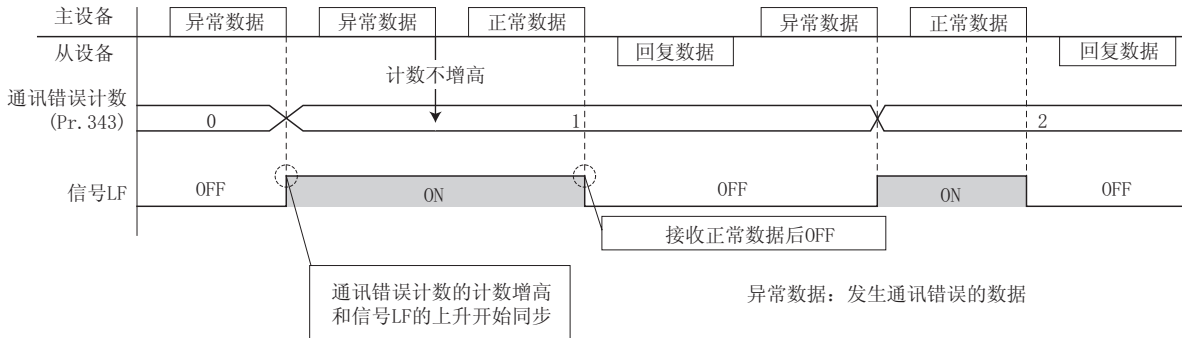 主设备
异常数据 异常数据 正常数据 异常数据 正常数据
从设备
回复数据 回复数据
计数不增高
通讯错误计数
(Pr.343)
0 1 2
信号LF
OFF ON OFF ON OFF
接收正常数据后OFF
通讯错误计数的计数增高
和信号LF的上升开始同步
异常数据：发生通讯错误的数据